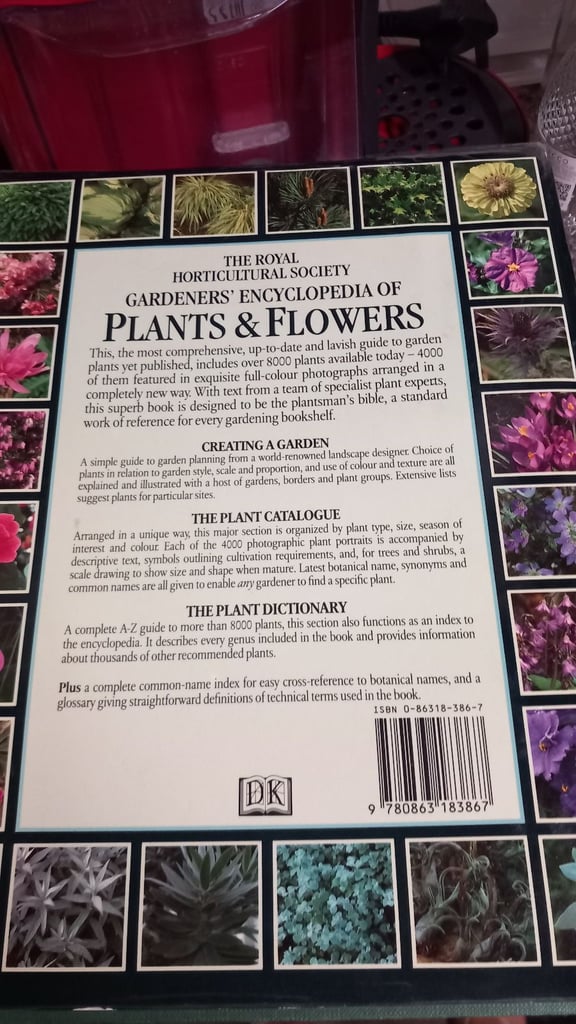 THE ROYAL
HORTICULTURAL SOCIETY
GARDENERS' ENCYCLOPEDIA OF
PLANTS & FLOWERS
This, the most comprehensive, up-to-date and lavish guide to garden
plants yet published, includes over 8000 plants available today – 4000
of them featured in exquisite full-colour photographs arranged in a
completely new way. With text from a team of specialist plant experts,
this superb book is designed to be the plantsman's bible, a standard
work of reference for every gardening bookshelf.
CREATING A GARDEN
A simple guide to garden planning from a world-renowned landscape designer. Choice of
plants in relation to garden style, scale and proportion, and use of colour and texture are all
explained and illustrated with a host of gardens, borders and plant groups. Extensive lists
suggest plants for particular sites.
THE PLANT CATALOGUE
Arranged in a unique way, this major section is organized by plant type, size, season of
interest and colour. Each of the 4000 photographic plant portraits is accompanied by
descriptive text, symbols outlining cultivation requirements, and, for trees and shrubs, a
scale drawing to show size and shape when mature. Latest botanical name, synonyms and
common names are all given to enable any gardener to find a specific plant.
THE PLANT DICTIONARY
A complete A-Z guide to more than 8000 plants, this section also functions as an index to
the encyclopedia. It describes every genus included in the book and provides information
about thousands of other recommended plants.
Plus a complete common-name index for easy cross-reference to botanical names, and a
glossary giving straightforward definitions of technical terms used in the book.
ISBN 0-86318-386-7
DK
9 780863 183867